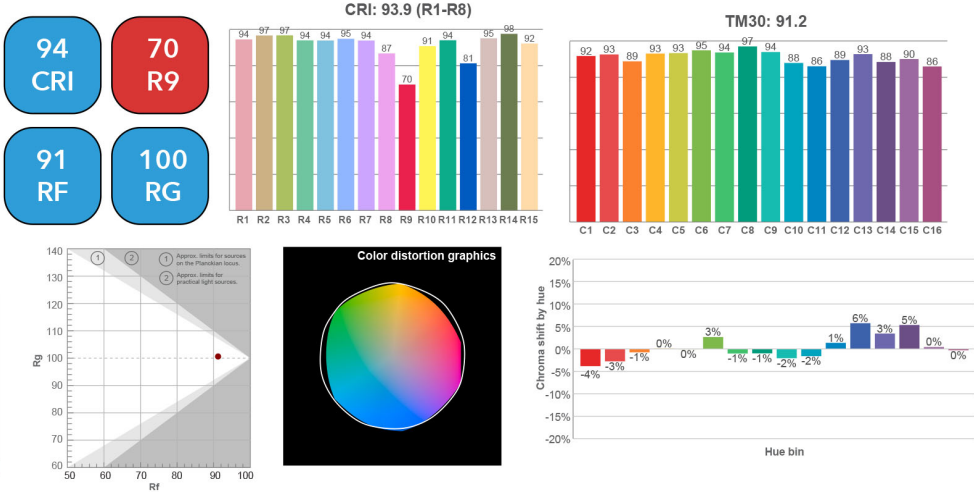 94
CRI
70
R9
91
RF
100
RG
CRI: 93.9 (R1-R8)
94 97 97 94 94 95 94 87 70 91 94 81 95 98 92
R1 R2 R3 R4 R5 R6 R7 R8 R9 R10 R11 R12 R13 R14 R15
TM30: 91.2
92 93 89 93 93 95 94 97 94 88 86 89 93 88 90 86
C1 C2 C3 C4 C5 C6 C7 C8 C9 C10 C11 C12 C13 C14 C15 C16
140
130
120
110
100
90
80
70
60
Rg
1 2
1 Approx. limits for sources
on the Planckian locus.
2 Approx. limits for
practical light sources.
50 60 70 80 90 100
Rf
Color distortion graphics
20%
15%
10%
5%
0%
-5%
-10%
-15%
-20%
Chroma shift by hue
-4% -3% -1% 0% 0% 3% -1% -1% -2% -2% 1% 6% 3% 5% 0% 0%
Hue bin